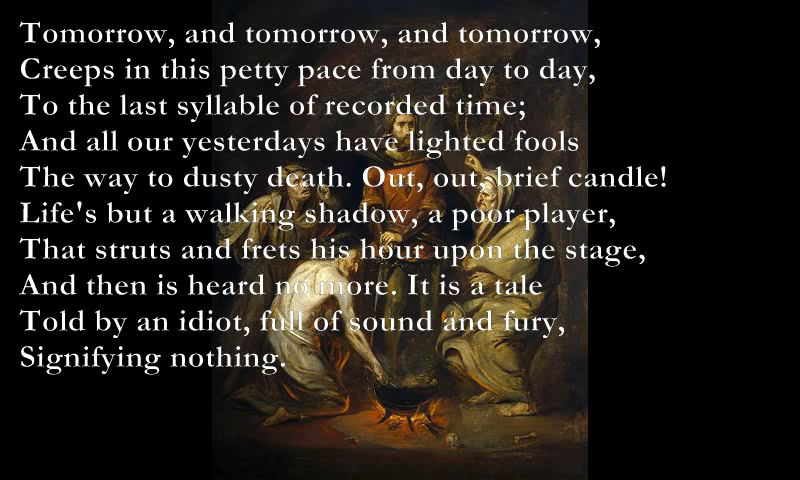 Tomorrow, and tomorrow, and tomorrow,
Creeps in this petty pace from day to day,
To the last syllable of recorded time;
And all our yesterdays have lighted fools
The way to dusty death. Out, out, brief candle!
Life's but a walking shadow, a poor player,
That struts and frets his hour upon the stage,
And then is heard no more. It is a tale
Told by an idiot, full of sound and fury,
Signifying nothing.